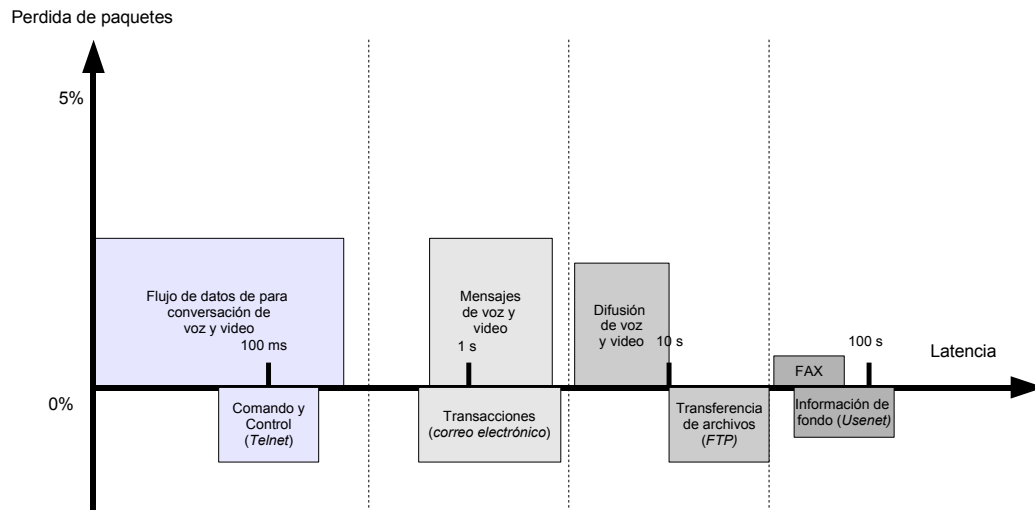 Perdida de paquetes
5%
Flujo de datos de para
conversación de
voz y video
100 ms
Mensajes
de voz y
video
1 s
Difusión
de voz
y video
10 s
FAX
100 s
Latencia
0%
Comando y
Control
(Telnet)
Transacciones
(correo electrónico)
Transferencia
de archivos
(FTP)
Información de
fondo (Usenet)